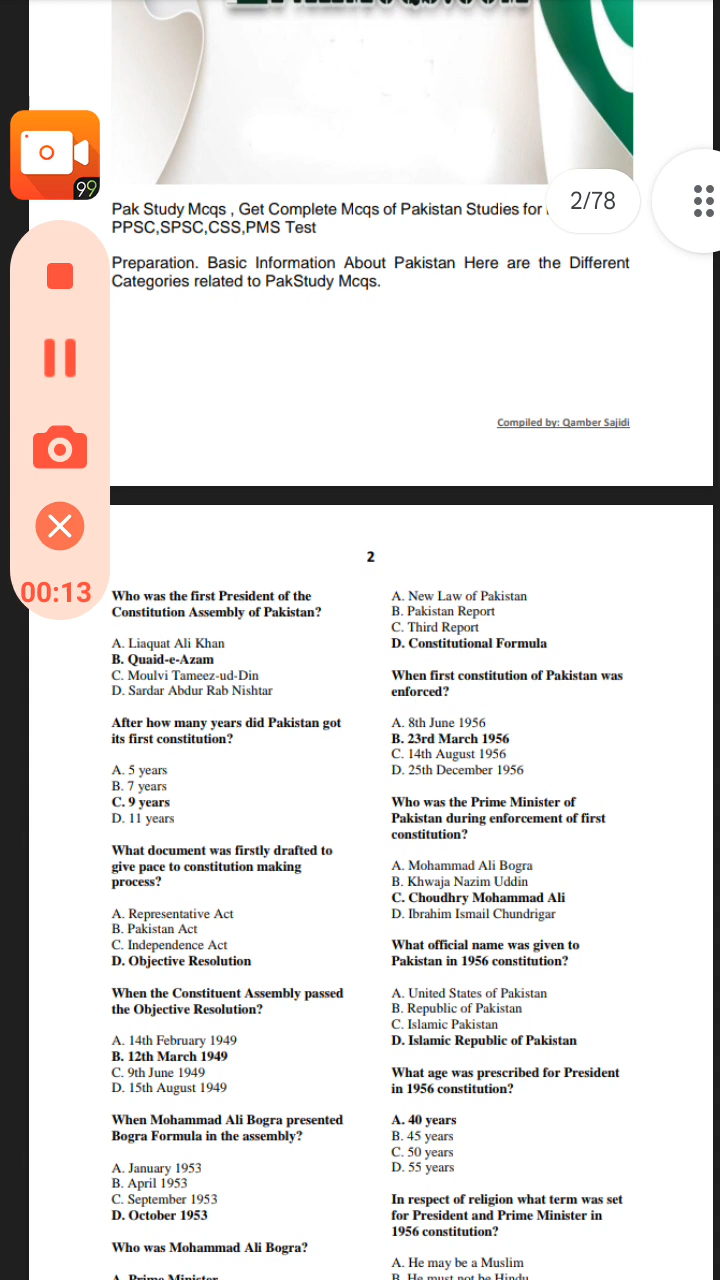 Pak Study Mcqs , Get Complete Mcqs of Pakistan Studies for
PPSC,SPSC,CSS,PMS Test
2/78
99
Preparation. Basic Information About Pakistan Here are the Different
Categories related to PakStudy Mcqs.
Compiled by: Qamber Sajidi
00:13
2
Who was the first President of the
Constitution Assembly of Pakistan?
A. Liaquat Ali Khan
B. Quaid-e-Azam
C. Moulvi Tameez-ud-Din
D. Sardar Abdur Rab Nishtar
After how many years did Pakistan got
its first constitution?
A. 5 years
B. 7 years
C. 9 years
D. 11 years
What document was firstly drafted to
give pace to constitution making
process?
A. Representative Act
B. Pakistan Act
C. Independence Act
D. Objective Resolution
When the Constituent Assembly passed
the Objective Resolution?
A. 14th February 1949
B. 12th March 1949
C. 9th June 1949
D. 15th August 1949
When Mohammad Ali Bogra presented
Bogra Formula in the assembly?
A. January 1953
B. April 1953
C. September 1953
D. October 1953
Who was Mohammad Ali Bogra?
A. Prime Minister
A. New Law of Pakistan
B. Pakistan Report
C. Third Report
D. Constitutional Formula
When first constitution of Pakistan was
enforced?
A. 8th June 1956
B. 23rd March 1956
C. 14th August 1956
D. 25th December 1956
Who was the Prime Minister of
Pakistan during enforcement of first
constitution?
A. Mohammad Ali Bogra
B. Khwaja Nazim Uddin
C. Choudhry Mohammad Ali
D. Ibrahim Ismail Chundrigar
What official name was given to
Pakistan in 1956 constitution?
A. United States of Pakistan
B. Republic of Pakistan
C. Islamic Pakistan
D. Islamic Republic of Pakistan
What age was prescribed for President
in 1956 constitution?
A. 40 years
B. 45 years
C. 50 years
D. 55 years
In respect of religion what term was set
for President and Prime Minister in
1956 constitution?
A. He may be a Muslim
B. He must not be Hindu